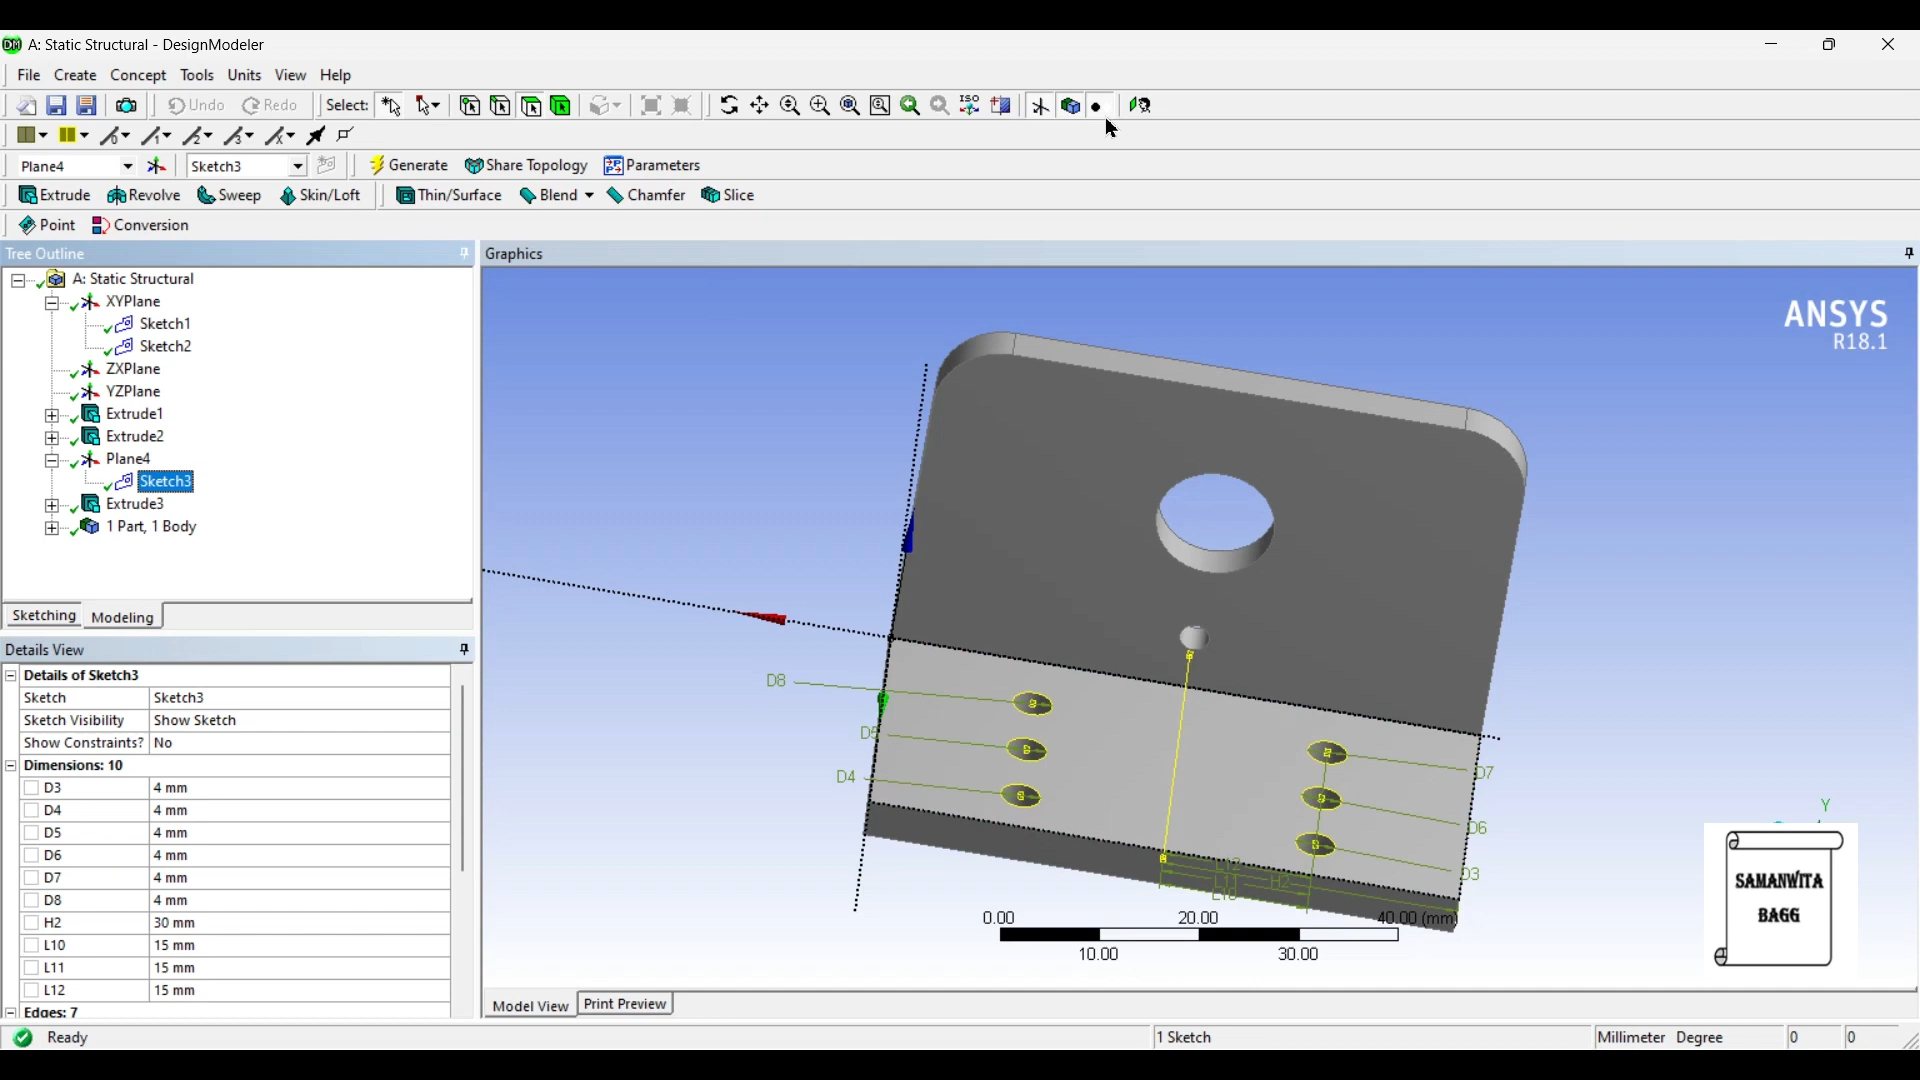 A: Static Structural - DesignModeler
File Create Concept Tools Units View Help
Undo Redo Select: ISO
Plane4 Sketch3 Generate Share Topology Parameters
Extrude Revolve Sweep Skin/Loft Thin/Surface Blend Chamfer Slice
Point Conversion
Tree Outline
A: Static Structural
XYPlane
Sketch1
Sketch2
ZXPlane
YZPlane
Extrude1
Extrude2
Plane4
Sketch3
Extrude3
1 Part, 1 Body
Sketching Modeling
Details View
Details of Sketch3
Sketch Sketch3
Sketch Visibility Show Sketch
Show Constraints? No
Dimensions: 10
D3 4 mm
D4 4 mm
D5 4 mm
D6 4 mm
D7 4 mm
D8 4 mm
H2 30 mm
L10 15 mm
L11 15 mm
L12 15 mm
Edges: 7
Graphics
ANSYS
R18.1
D8
D5
D4
D7
D6
D3
L12
L11 H2
L10
0.00 20.00 40.00 (mm)
10.00 30.00
Y
SAMANWITA
BAGG
Model View Print Preview
Ready 1 Sketch Millimeter Degree 0 0